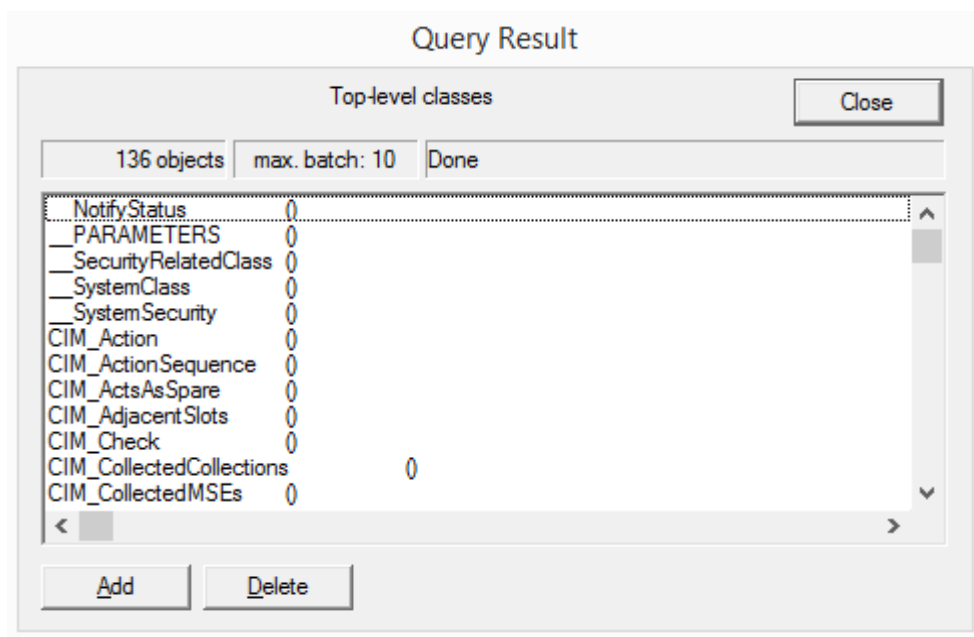 Query Result
Top-level classes
Close
136 objects
max. batch: 10
Done
__NotifyStatus ()
__PARAMETERS ()
__SecurityRelatedClass ()
__SystemClass ()
__SystemSecurity ()
CIM_Action ()
CIM_ActionSequence ()
CIM_ActsAsSpare ()
CIM_AdjacentSlots ()
CIM_Check ()
CIM_CollectedCollections ()
CIM_CollectedMSEs ()
Add
Delete